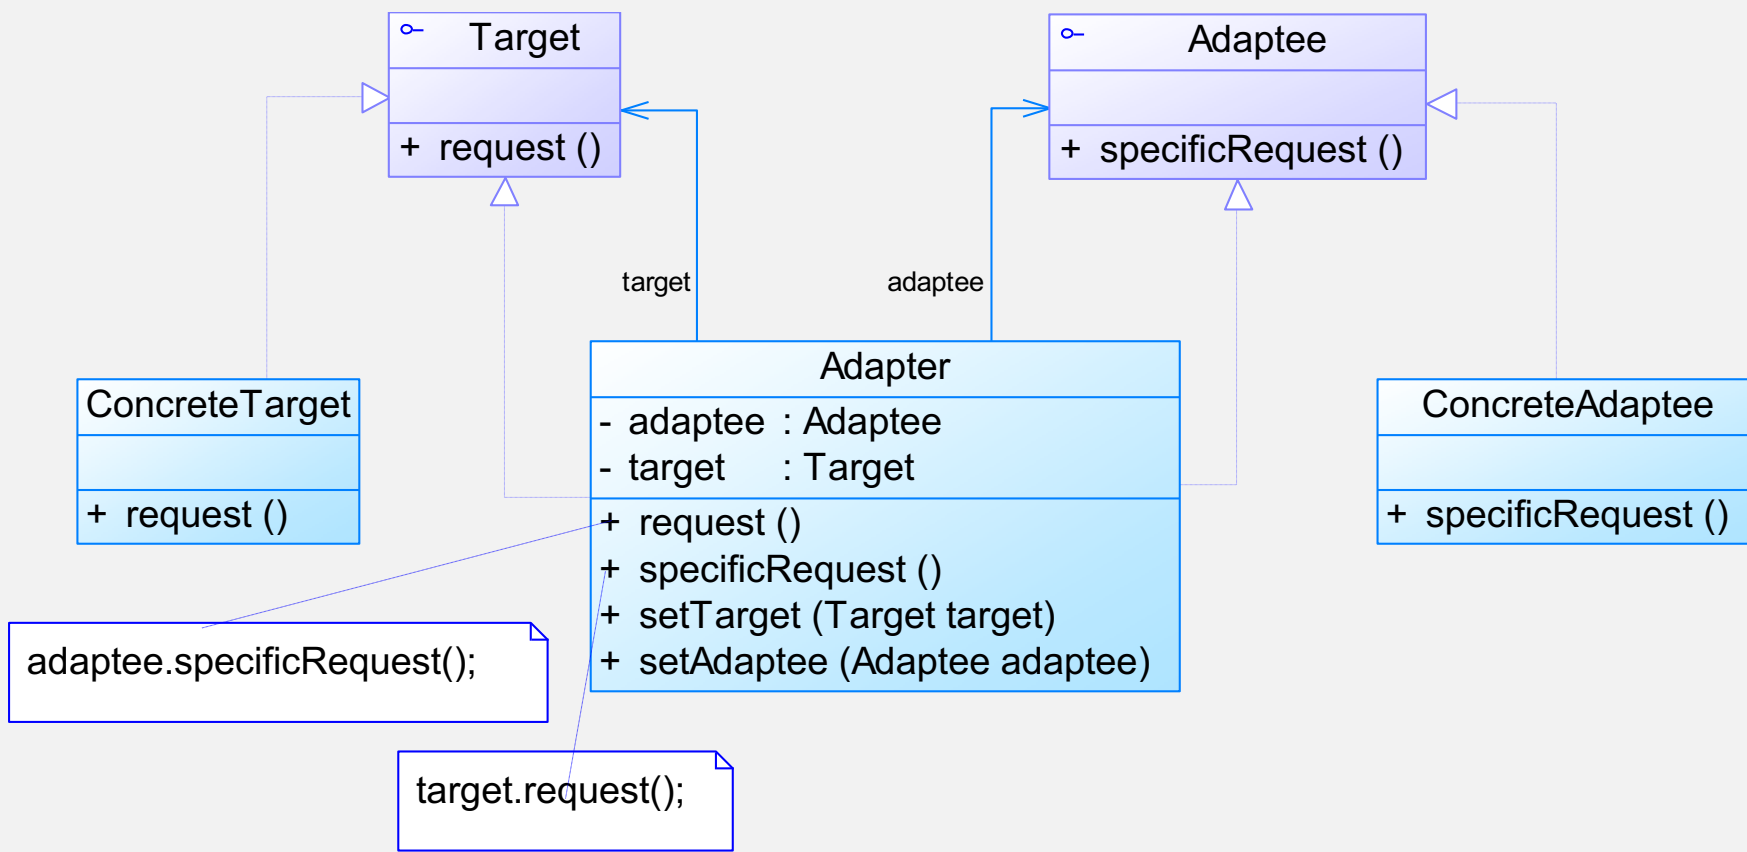 Target
+ request ()
Adaptee
+ specificRequest ()
target
adaptee
ConcreteTarget
+ request ()
Adapter
- adaptee : Adaptee
- target : Target
+ request ()
+ specificRequest ()
+ setTarget (Target target)
+ setAdaptee (Adaptee adaptee)
ConcreteAdaptee
+ specificRequest ()
adaptee.specificRequest();
target.request();